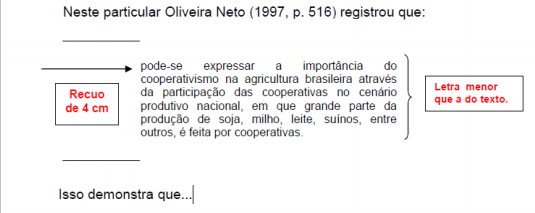 Neste particular Oliveira Neto (1997, p. 516) registrou que:
pode-se expressar a importância do
cooperativismo na agricultura brasileira através
da participação das cooperativas no cenário
produtivo nacional, em que grande parte da
produção de soja, milho, leite, suínos, entre
outros, é feita por cooperativas.
Recuo
de 4 cm
Letra menor
que a do texto.
Isso demonstra que...